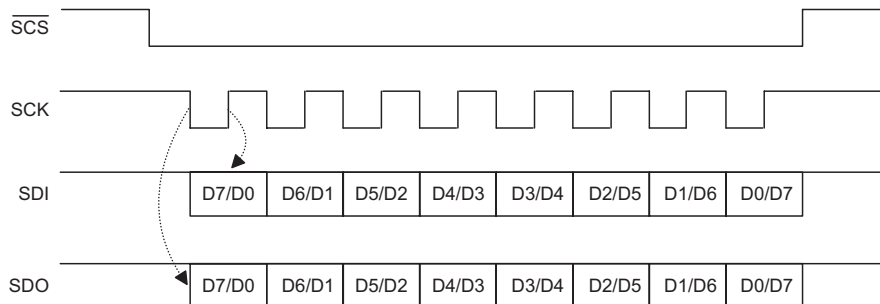 SCS
SCK
SDI D7/D0 D6/D1 D5/D2 D4/D3 D3/D4 D2/D5 D1/D6 D0/D7
SDO D7/D0 D6/D1 D5/D2 D4/D3 D3/D4 D2/D5 D1/D6 D0/D7